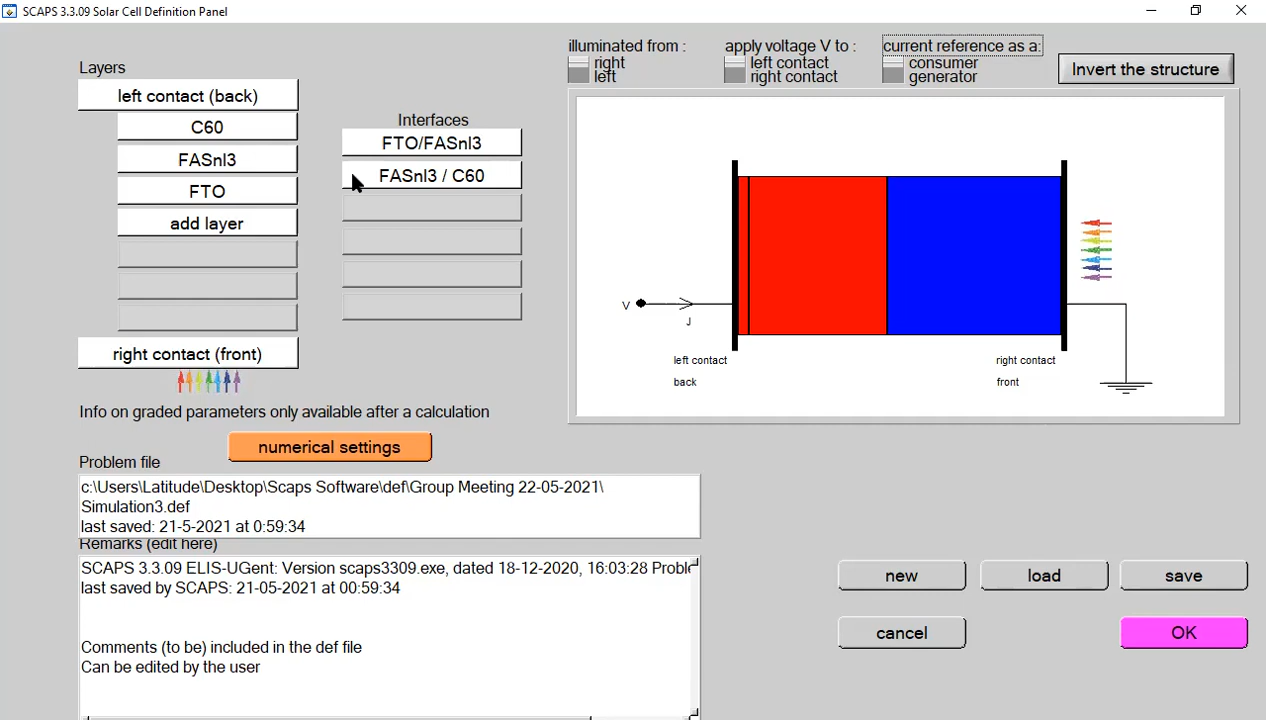 SCAPS 3.3.09 Solar Cell Definition Panel
Layers
left contact (back)
C60
FASnI3
FTO
add layer
right contact (front)
Interfaces
FTO/FASnI3
FASnI3 / C60
illuminated from :
right
left
apply voltage V to :
left contact
right contact
current reference as a:
consumer
generator
Invert the structure
V
J
left contact
back
right contact
front
Info on graded parameters only available after a calculation
numerical settings
Problem file
c:\Users\Latitude\Desktop\Scaps Software\def\Group Meeting 22-05-2021\
Simulation3.def
last saved: 21-5-2021 at 0:59:34
Remarks (edit here)
SCAPS 3.3.09 ELIS-UGent: Version scaps3309.exe, dated 18-12-2020, 16:03:28
last saved by SCAPS: 21-05-2021 at 00:59:34
Comments (to be) included in the def file
Can be edited by the user
new
load
save
cancel
OK